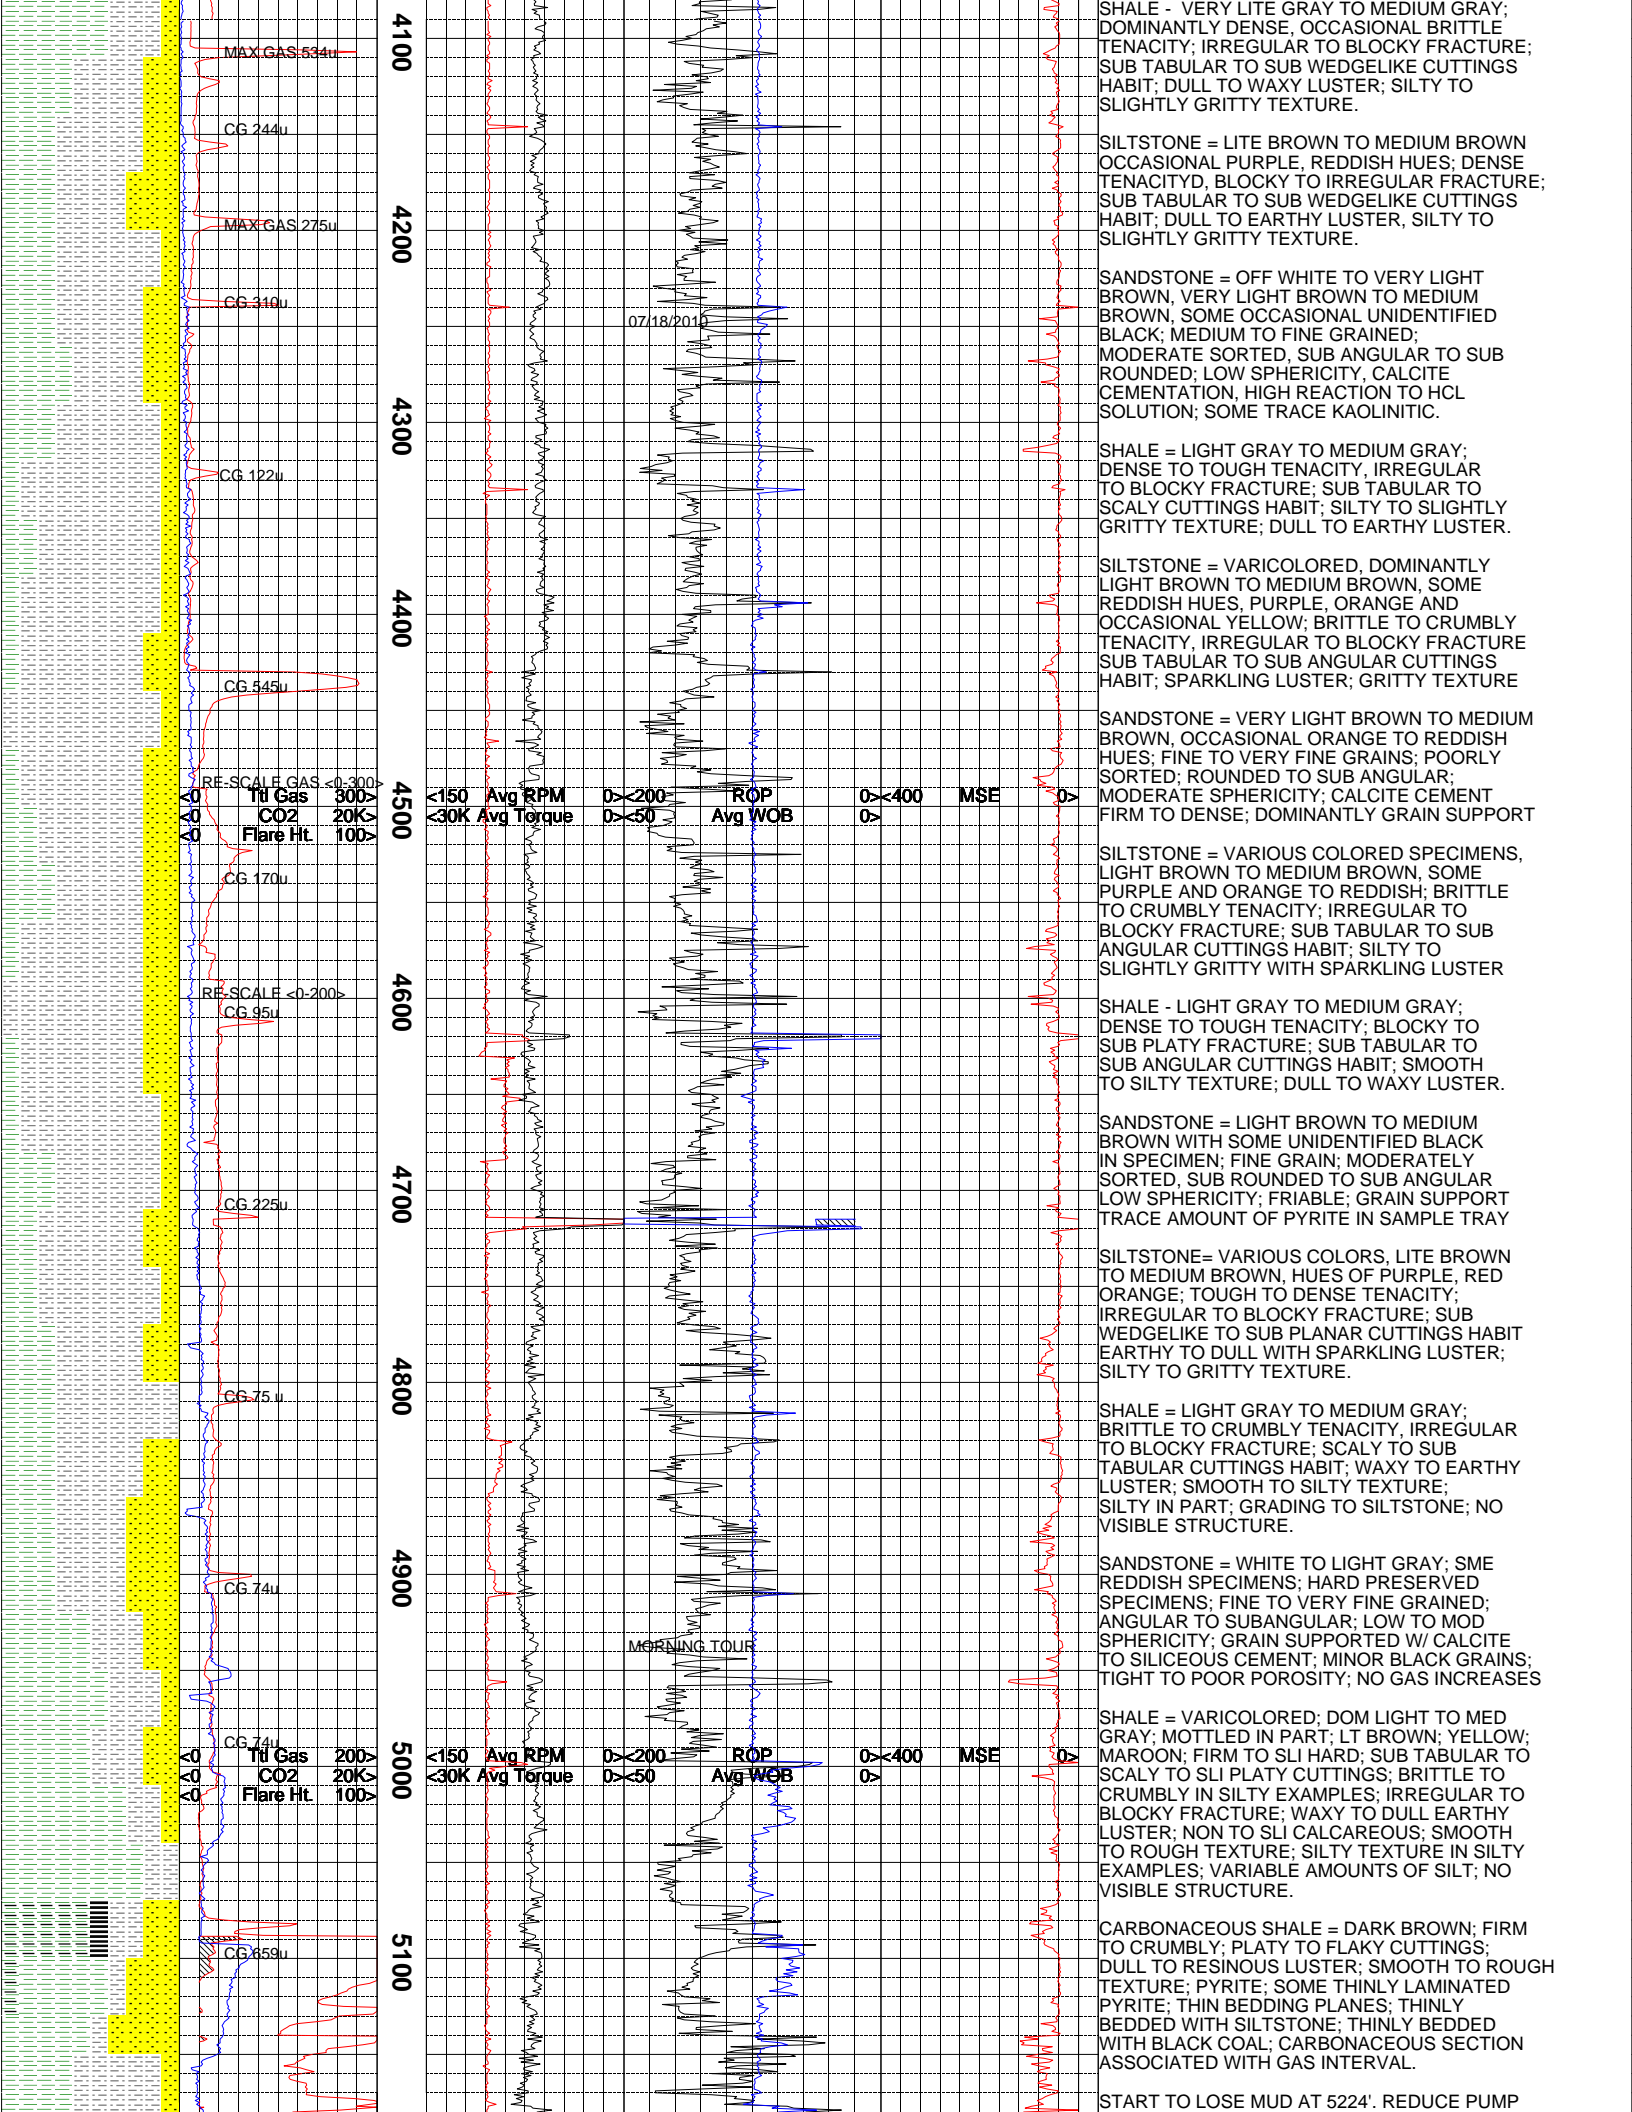 SHALE - VERY LITE GRAY TO MEDIUM GRAY;
DOMINANTLY DENSE, OCCASIONAL BRITTLE
TENACITY; IRREGULAR TO BLOCKY FRACTURE;
SUB TABULAR TO SUB WEDGELIKE CUTTINGS
HABIT; DULL TO WAXY LUSTER; SILTY TO
SLIGHTLY GRITTY TEXTURE.
SILTSTONE = LITE BROWN TO MEDIUM BROWN
OCCASIONAL PURPLE, REDDISH HUES; DENSE
TENACITYD, BLOCKY TO IRREGULAR FRACTURE;
SUB TABULAR TO SUB WEDGELIKE CUTTINGS
HABIT; DULL TO EARTHY LUSTER, SILTY TO
SLIGHTLY GRITTY TEXTURE.
SANDSTONE = OFF WHITE TO VERY LIGHT
BROWN, VERY LIGHT BROWN TO MEDIUM
BROWN, SOME OCCASIONAL UNIDENTIFIED
BLACK; MEDIUM TO FINE GRAINED;
MODERATE SORTED, SUB ANGULAR TO SUB
ROUNDED; LOW SPHERICITY, CALCITE
CEMENTATION, HIGH REACTION TO HCL
SOLUTION; SOME TRACE KAOLINITIC.
SHALE = LIGHT GRAY TO MEDIUM GRAY;
DENSE TO TOUGH TENACITY, IRREGULAR
TO BLOCKY FRACTURE; SUB TABULAR TO
SCALY CUTTINGS HABIT; SILTY TO SLIGHTLY
GRITTY TEXTURE; DULL TO EARTHY LUSTER.
SILTSTONE = VARICOLORED, DOMINANTLY
LIGHT BROWN TO MEDIUM BROWN, SOME
REDDISH HUES, PURPLE, ORANGE AND
OCCASIONAL YELLOW; BRITTLE TO CRUMBLY
TENACITY, IRREGULAR TO BLOCKY FRACTURE
SUB TABULAR TO SUB ANGULAR CUTTINGS
HABIT; SPARKLING LUSTER; GRITTY TEXTURE
SANDSTONE = VERY LIGHT BROWN TO MEDIUM
BROWN, OCCASIONAL ORANGE TO REDDISH
HUES; FINE TO VERY FINE GRAINS; POORLY
SORTED; ROUNDED TO SUB ANGULAR;
MODERATE SPHERICITY; CALCITE CEMENT
FIRM TO DENSE; DOMINANTLY GRAIN SUPPORT
SILTSTONE = VARIOUS COLORED SPECIMENS,
LIGHT BROWN TO MEDIUM BROWN, SOME
PURPLE AND ORANGE TO REDDISH; BRITTLE
TO CRUMBLY TENACITY; IRREGULAR TO
BLOCKY FRACTURE; SUB TABULAR TO SUB
ANGULAR CUTTINGS HABIT; SILTY TO
SLIGHTLY GRITTY WITH SPARKLING LUSTER
SHALE - LIGHT GRAY TO MEDIUM GRAY;
DENSE TO TOUGH TENACITY; BLOCKY TO
SUB PLATY FRACTURE; SUB TABULAR TO
SUB ANGULAR CUTTINGS HABIT; SMOOTH
TO SILTY TEXTURE; DULL TO WAXY LUSTER.
SANDSTONE = LIGHT BROWN TO MEDIUM
BROWN WITH SOME UNIDENTIFIED BLACK
IN SPECIMEN; FINE GRAIN; MODERATELY
SORTED, SUB ROUNDED TO SUB ANGULAR
LOW SPHERICITY; FRIABLE; GRAIN SUPPORT
TRACE AMOUNT OF PYRITE IN SAMPLE TRAY
SILTSTONE= VARIOUS COLORS, LITE BROWN
TO MEDIUM BROWN, HUES OF PURPLE, RED
ORANGE; TOUGH TO DENSE TENACITY;
IRREGULAR TO BLOCKY FRACTURE; SUB
WEDGELIKE TO SUB PLANAR CUTTINGS HABIT
EARTHY TO DULL WITH SPARKLING LUSTER;
SILTY TO GRITTY TEXTURE.
SHALE = LIGHT GRAY TO MEDIUM GRAY;
BRITTLE TO CRUMBLY TENACITY, IRREGULAR
TO BLOCKY FRACTURE; SCALY TO SUB
TABULAR CUTTINGS HABIT; WAXY TO EARTHY
LUSTER; SMOOTH TO SILTY TEXTURE;
SILTY IN PART; GRADING TO SILTSTONE; NO
VISIBLE STRUCTURE.
SANDSTONE = WHITE TO LIGHT GRAY; SME
REDDISH SPECIMENS; HARD PRESERVED
SPECIMENS; FINE TO VERY FINE GRAINED;
ANGULAR TO SUBANGULAR; LOW TO MOD
SPHERICITY; GRAIN SUPPORTED W/ CALCITE
TO SILICEOUS CEMENT; MINOR BLACK GRAINS;
TIGHT TO POOR POROSITY; NO GAS INCREASES
SHALE = VARICOLORED; DOM LIGHT TO MED
GRAY; MOTTLED IN PART; LT BROWN; YELLOW;
MAROON; FIRM TO SLI HARD; SUB TABULAR TO
SCALY TO SLI PLATY CUTTINGS; BRITTLE TO
CRUMBLY IN SILTY EXAMPLES; IRREGULAR TO
BLOCKY FRACTURE; WAXY TO DULL EARTHY
LUSTER; NON TO SLI CALCAREOUS; SMOOTH
TO ROUGH TEXTURE; SILTY TEXTURE IN SILTY
EXAMPLES; VARIABLE AMOUNTS OF SILT; NO
VISIBLE STRUCTURE.
CARBONACEOUS SHALE = DARK BROWN; FIRM
TO CRUMBLY; PLATY TO FLAKY CUTTINGS;
DULL TO RESINOUS LUSTER; SMOOTH TO ROUGH
TEXTURE; PYRITE; SOME THINLY LAMINATED
PYRITE; THIN BEDDING PLANES; THINLY
BEDDED WITH SILTSTONE; THINLY BEDDED
WITH BLACK COAL; CARBONACEOUS SECTION
ASSOCIATED WITH GAS INTERVAL.
START TO LOSE MUD AT 5224'. REDUCE PUMP
4100
MAX GAS 534u
CG 244u
4200
MAX GAS 275u
CG 310u
07/18/2010
4300
CG 122u
4400
CG 545u
RE-SCALE GAS <0-300>
<0 Ttl Gas 300> <150 Avg RPM 0><200 ROP 0><400 MSE 0>
<0 CO2 20K> <30K Avg Torque 0><50 Avg WOB 0>
<0 Flare Ht. 100>
4500
CG 170u
RE-SCALE <0-200>
4600
CG 95u
4700
CG 225u
4800
CG 75 u
4900
CG 74u
MORNING TOUR
CG 74u
<0 Ttl Gas 200> <150 Avg RPM 0><200 ROP 0><400 MSE 0>
<0 CO2 20K> <30K Avg Torque 0><50 Avg WOB 0>
<0 Flare Ht. 100>
5000
CG 659u
5100